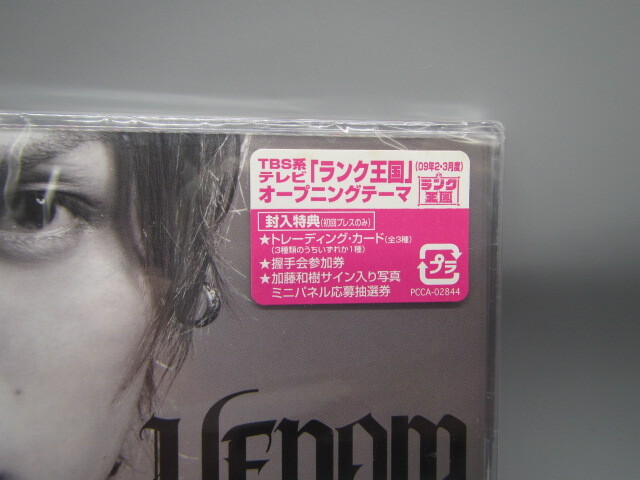 TBS系
テレビ「ランク王国」(09年2・3月度)
オープニングテーマ
ランク
王国
封入特典(初回プレスのみ)
★トレーディング・カード(全3種)
(3種類のうちいずれか1種)
★握手会参加券
★加藤和樹サイン入り写真
ミニパネル応募抽選券
プラ
PCCA-02844
VENOM